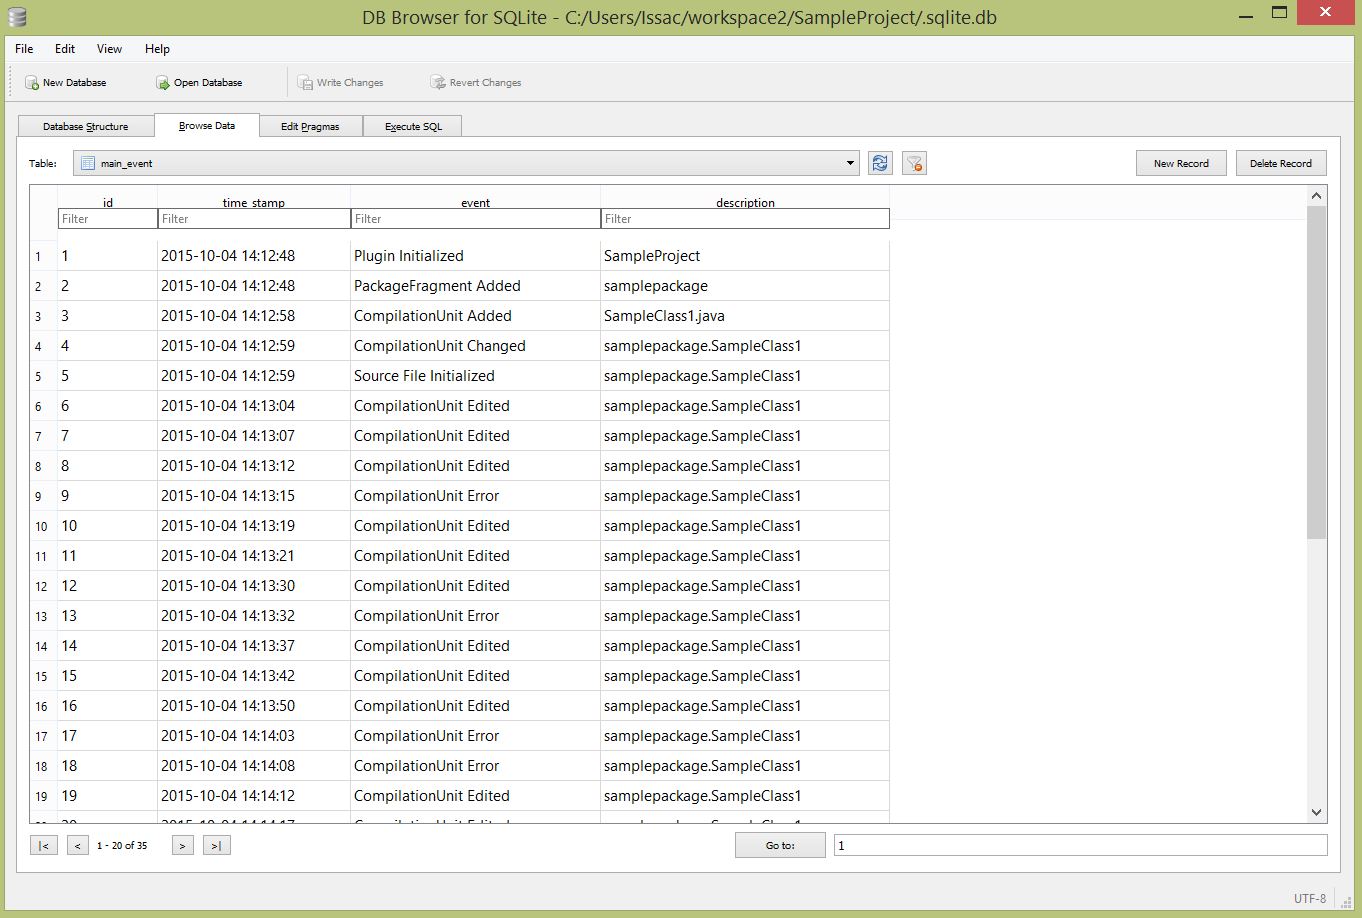 DB Browser for SQLite - C:/Users/Issac/workspace2/SampleProject/.sqlite.db
File Edit View Help
New Database Open Database Write Changes Revert Changes
Database Structure Browse Data Edit Pragmas Execute SQL
Table: main_event New Record Delete Record
id time_stamp event description
Filter Filter Filter Filter
1 1 2015-10-04 14:12:48 Plugin Initialized SampleProject
2 2 2015-10-04 14:12:48 PackageFragment Added samplepackage
3 3 2015-10-04 14:12:58 CompilationUnit Added SampleClass1.java
4 4 2015-10-04 14:12:59 CompilationUnit Changed samplepackage.SampleClass1
5 5 2015-10-04 14:12:59 Source File Initialized samplepackage.SampleClass1
6 6 2015-10-04 14:13:04 CompilationUnit Edited samplepackage.SampleClass1
7 7 2015-10-04 14:13:07 CompilationUnit Edited samplepackage.SampleClass1
8 8 2015-10-04 14:13:12 CompilationUnit Edited samplepackage.SampleClass1
9 9 2015-10-04 14:13:15 CompilationUnit Error samplepackage.SampleClass1
10 10 2015-10-04 14:13:19 CompilationUnit Edited samplepackage.SampleClass1
11 11 2015-10-04 14:13:21 CompilationUnit Edited samplepackage.SampleClass1
12 12 2015-10-04 14:13:30 CompilationUnit Edited samplepackage.SampleClass1
13 13 2015-10-04 14:13:32 CompilationUnit Error samplepackage.SampleClass1
14 14 2015-10-04 14:13:37 CompilationUnit Edited samplepackage.SampleClass1
15 15 2015-10-04 14:13:42 CompilationUnit Edited samplepackage.SampleClass1
16 16 2015-10-04 14:13:50 CompilationUnit Edited samplepackage.SampleClass1
17 17 2015-10-04 14:14:03 CompilationUnit Error samplepackage.SampleClass1
18 18 2015-10-04 14:14:08 CompilationUnit Error samplepackage.SampleClass1
19 19 2015-10-04 14:14:12 CompilationUnit Edited samplepackage.SampleClass1
|< < 1 - 20 of 35 > >| Go to: 1
UTF-8